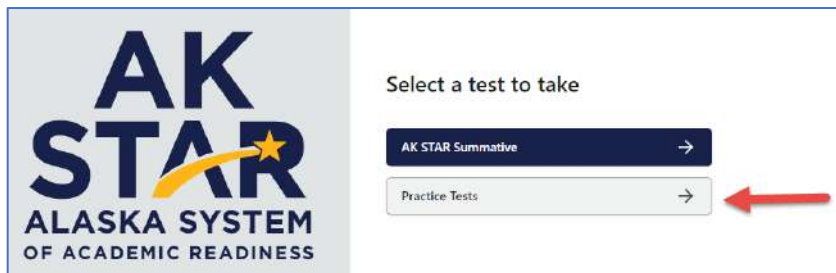 AK
STAR
ALASKA SYSTEM
OF ACADEMIC READINESS
Select a test to take
AK STAR Summative
Practice Tests